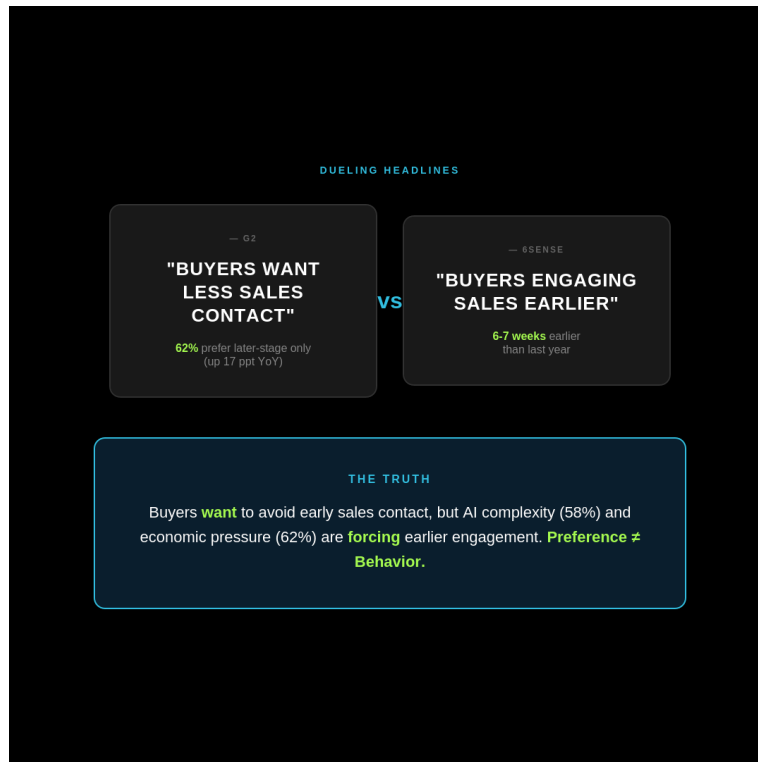 DUELING HEADLINES
— G2
"BUYERS WANT
LESS SALES
CONTACT"
62% prefer later-stage only
(up 17 ppt YoY)
vs
— 6SENSE
"BUYERS ENGAGING
SALES EARLIER"
6-7 weeks earlier
than last year
THE TRUTH
Buyers want to avoid early sales contact, but AI complexity (58%) and
economic pressure (62%) are forcing earlier engagement. Preference ≠
Behavior.